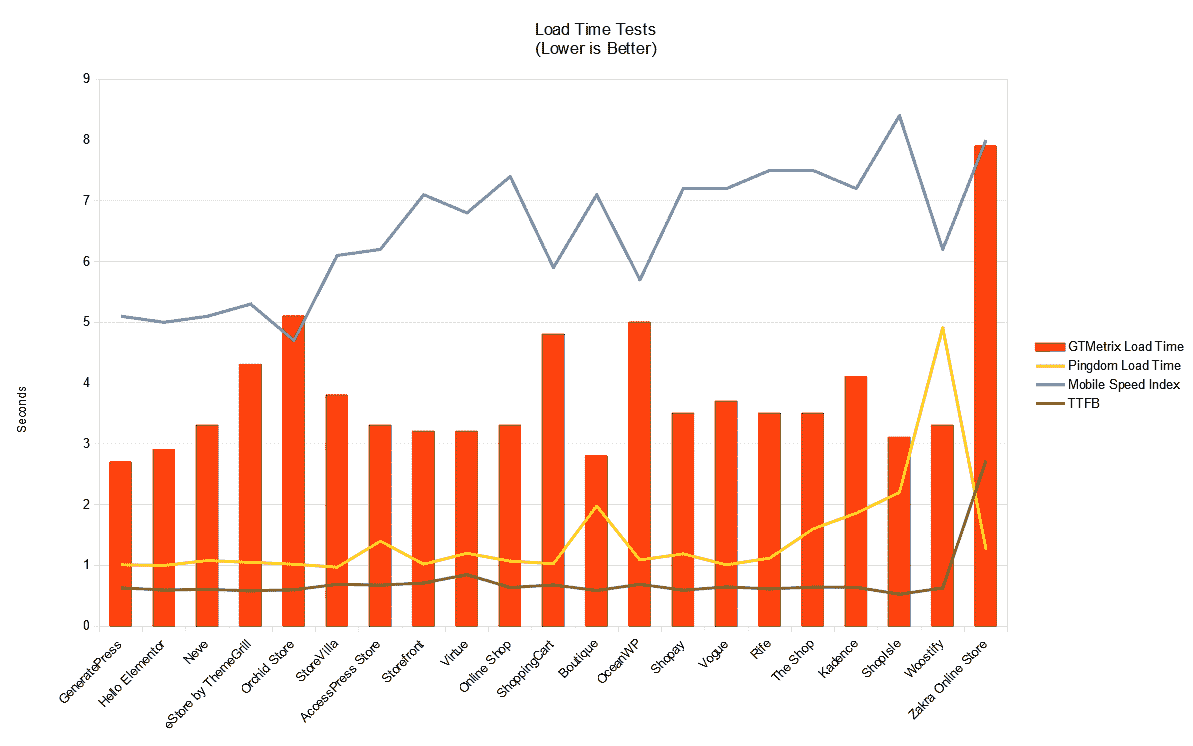 Load Time Tests
(Lower is Better)
9
8
7
6
5
4
3
2
1
0
Seconds
GeneratePress
Hello Elementor
Neve
eStore by ThemeGrill
Orchid Store
StoreVilla
AccessPress Store
Storefront
Virtue
Online Shop
ShoppingCart
Boutique
OceanWP
Shopay
Vogue
Rife
The Shop
Kadence
ShopIsle
Woostify
Zakra Online Store
GTMetrix Load Time
Pingdom Load Time
Mobile Speed Index
TTFB